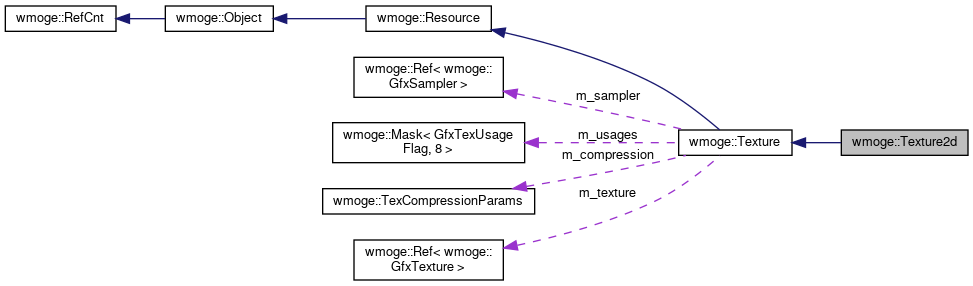 wmoge::RefCnt
wmoge::Object
wmoge::Resource
wmoge::Ref< wmoge::
GfxSampler >
m_sampler
wmoge::Mask< GfxTexUsage
Flag, 8 >
m_usages
wmoge::Texture
wmoge::Texture2d
m_compression
wmoge::TexCompressionParams
m_texture
wmoge::Ref< wmoge::
GfxTexture >